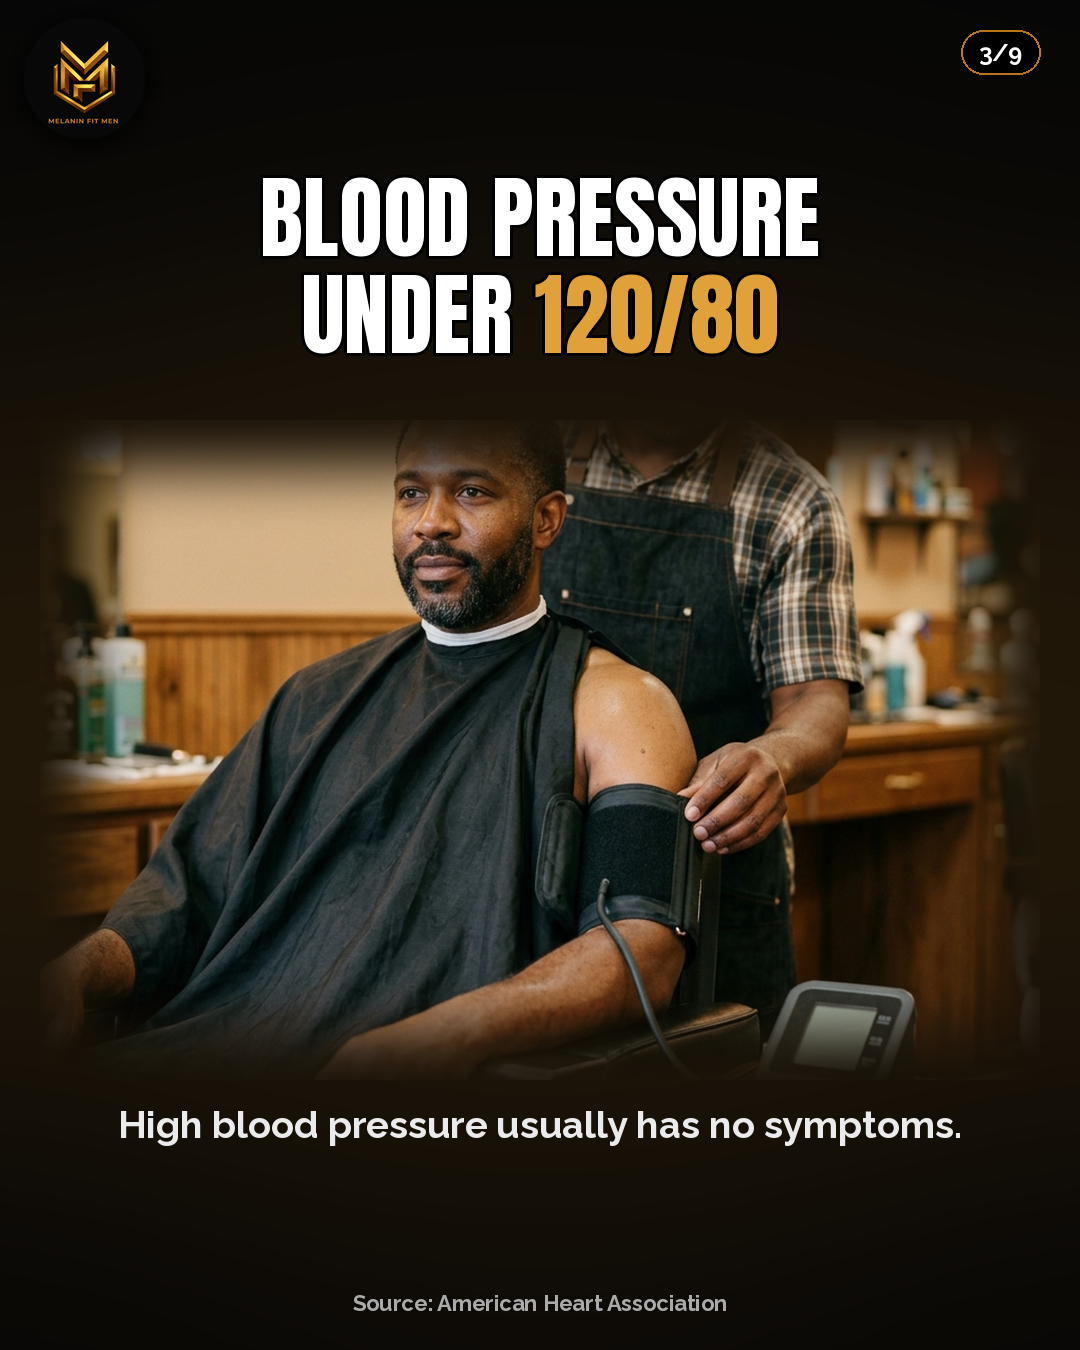 MELANIN FIT MEN
3/9
BLOOD PRESSURE
UNDER 120/80
High blood pressure usually has no symptoms.
Source: American Heart Association